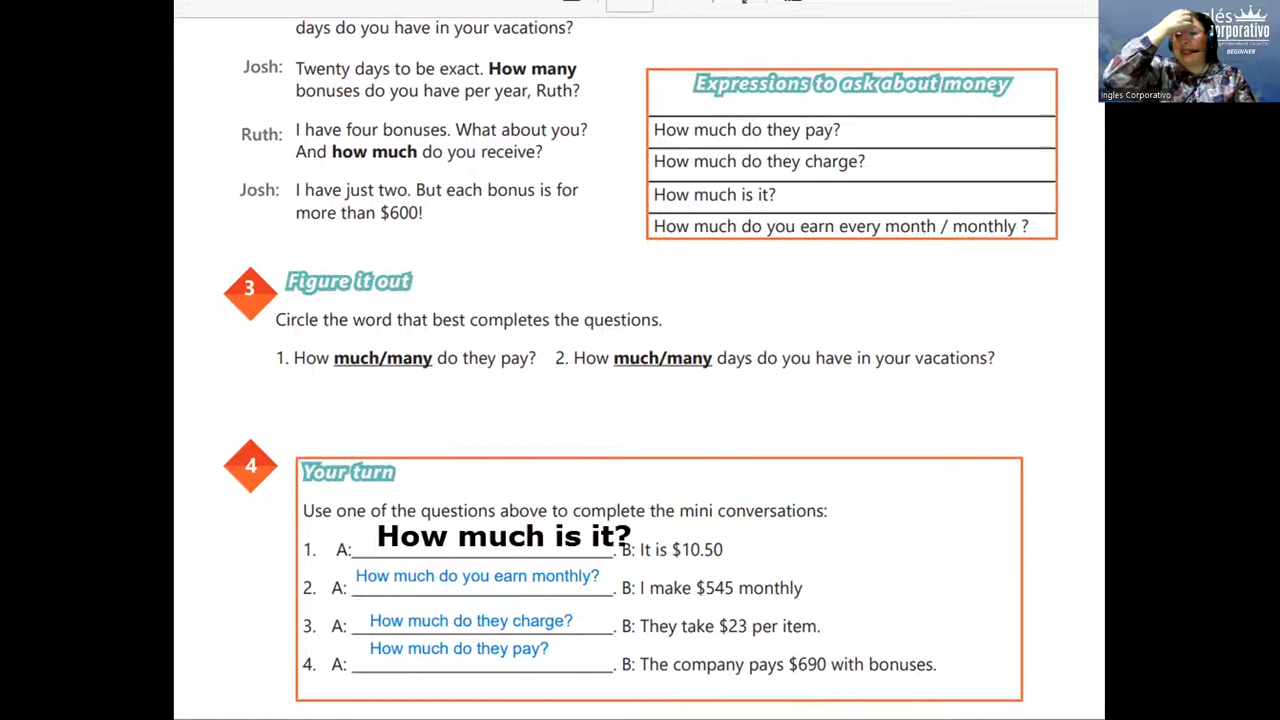 days do you have in your vacations?
Josh: Twenty days to be exact. How many
bonuses do you have per year, Ruth?
Ruth: I have four bonuses. What about you?
And how much do you receive?
Josh: I have just two. But each bonus is for
more than $600!
Expressions to ask about money
How much do they pay?
How much do they charge?
How much is it?
How much do you earn every month / monthly ?
3 Figure it out
Circle the word that best completes the questions.
1. How much/many do they pay? 2. How much/many days do you have in your vacations?
4 Your turn
Use one of the questions above to complete the mini conversations:
1. A: How much is it? B: It is $10.50
2. A: How much do you earn monthly? . B: I make $545 monthly
3. A: How much do they charge? . B: They take $23 per item.
4. A: How much do they pay? . B: The company pays $690 with bonuses.
BEGINNER
Ingles Corporativo